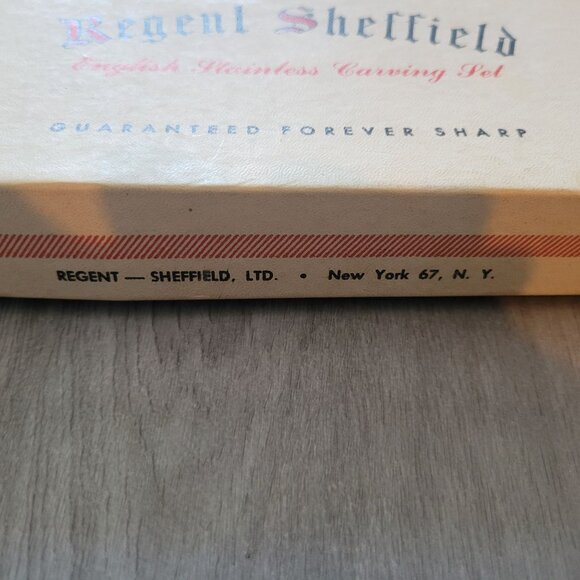 Regent Sheffield
English Stainless Carving Set
GUARANTEED FOREVER SHARP
REGENT — SHEFFIELD, LTD. • New York 67, N. Y.